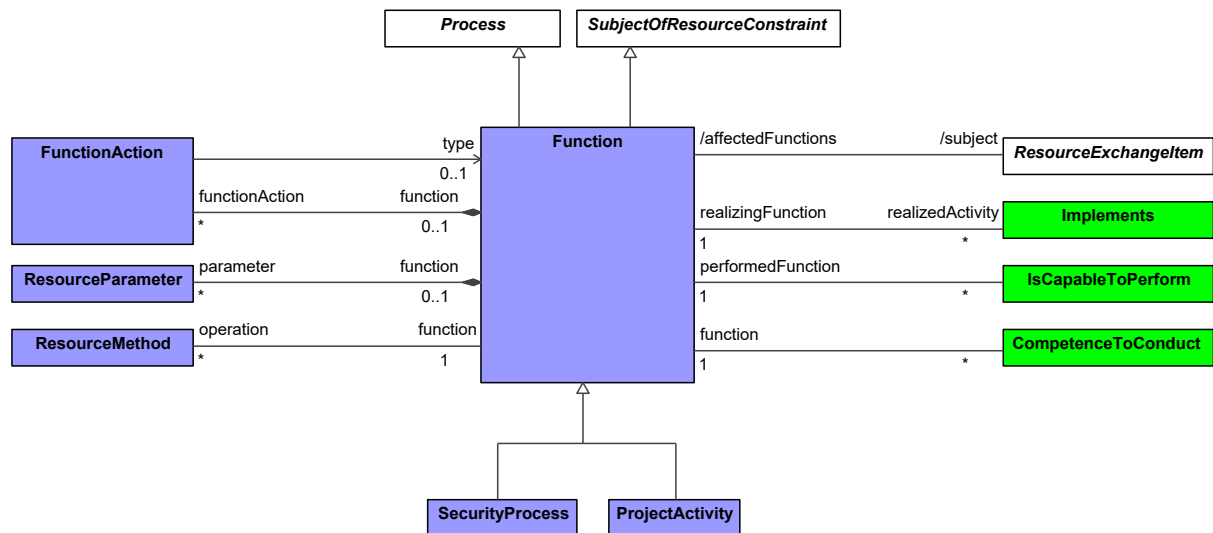 Process
SubjectOfResourceConstraint
FunctionAction
type
0..1
functionAction
function
*
0..1
ResourceParameter
parameter
function
*
0..1
ResourceMethod
operation
function
*
1
Function
/affectedFunctions
/subject
ResourceExchangeItem
realizingFunction
realizedActivity
1
*
Implements
performedFunction
1
*
IsCapableToPerform
function
1
*
CompetenceToConduct
SecurityProcess
ProjectActivity